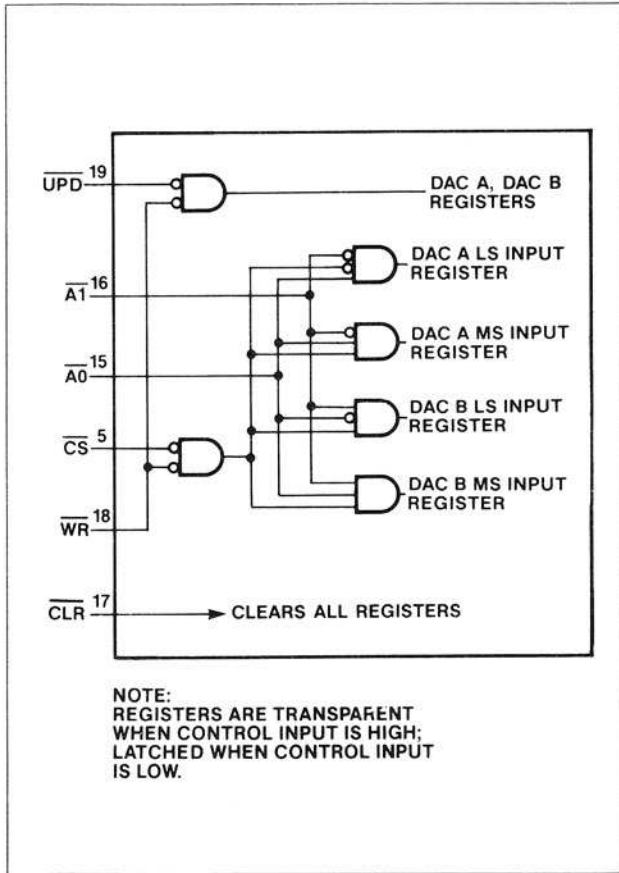 UPD 19
DAC A, DAC B
REGISTERS
DAC A LS INPUT
REGISTER
A1 16
DAC A MS INPUT
REGISTER
A0 15
DAC B LS INPUT
REGISTER
CS 5
DAC B MS INPUT
REGISTER
WR 18
CLR 17
CLEARS ALL REGISTERS
NOTE:
REGISTERS ARE TRANSPARENT
WHEN CONTROL INPUT IS HIGH;
LATCHED WHEN CONTROL INPUT
IS LOW.